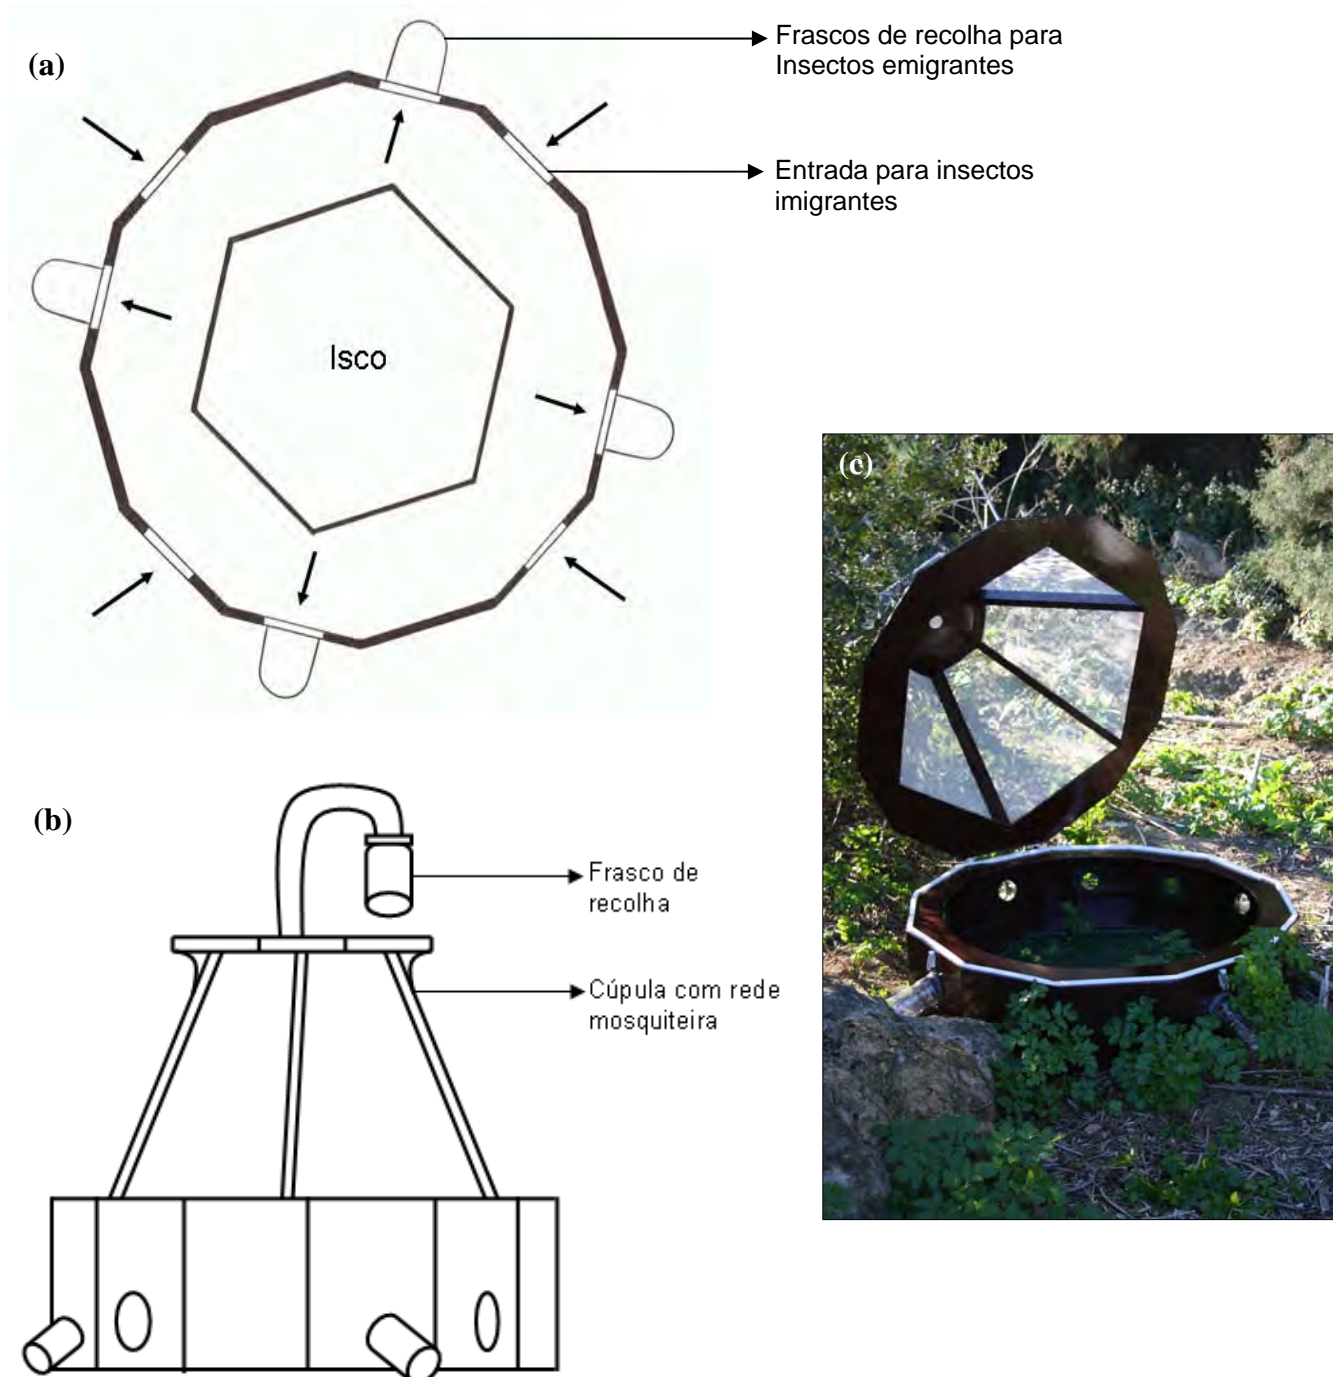 (a)
Frascos de recolha para
Insectos emigrantes
Entrada para insectos
imigrantes
Isco
(c)
(b)
Frasco de
recolha
Cúpula com rede
mosquiteira